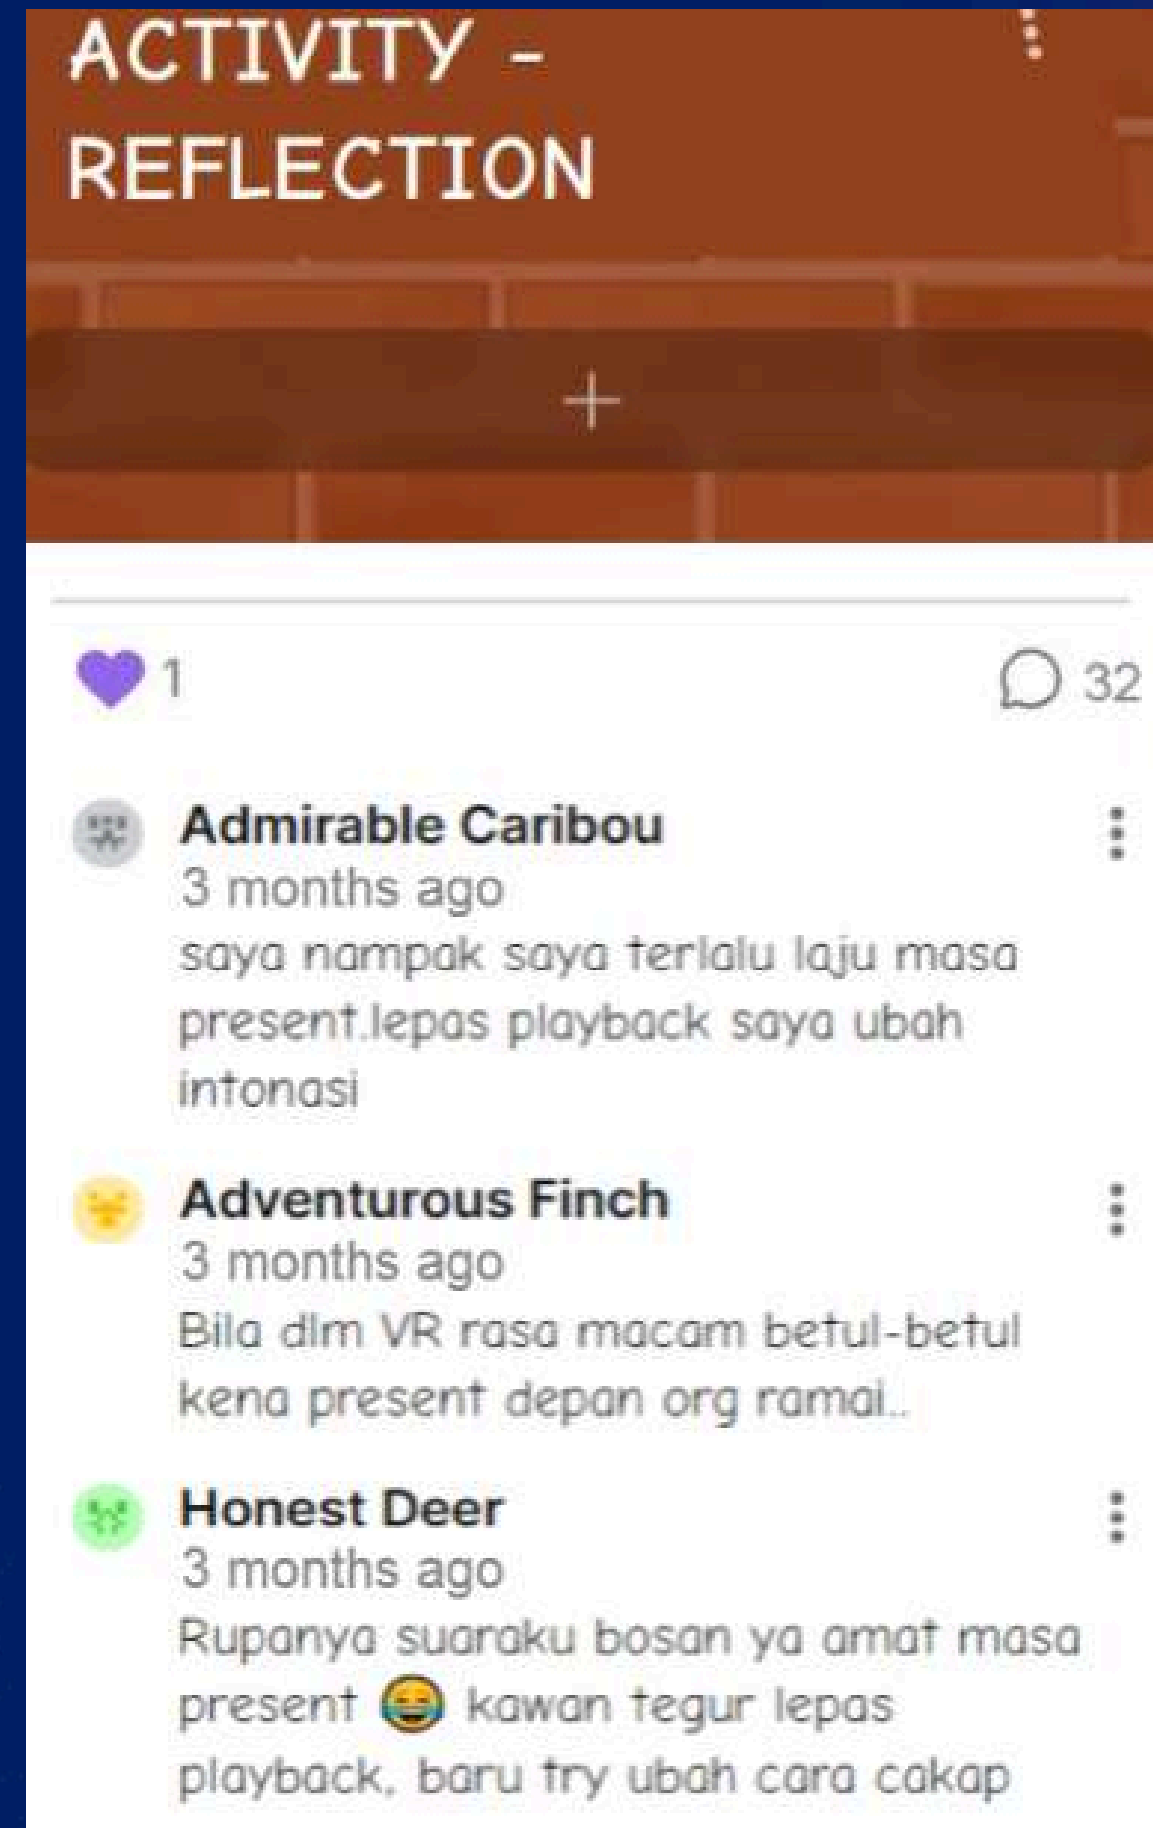 ACTIVITY -
REFLECTION
+
1
32
Admirable Caribou
3 months ago
saya nampak saya terlalu laju masa
present.lepas playback saya ubah
intonasi
Adventurous Finch
3 months ago
Bila dlm VR rasa macam betul-betul
kena present depan org ramai..
Honest Deer
3 months ago
Rupanya suaraku bosan ya amat masa
present 😂 kawan tegur lepas
playback, baru try ubah cara cakap